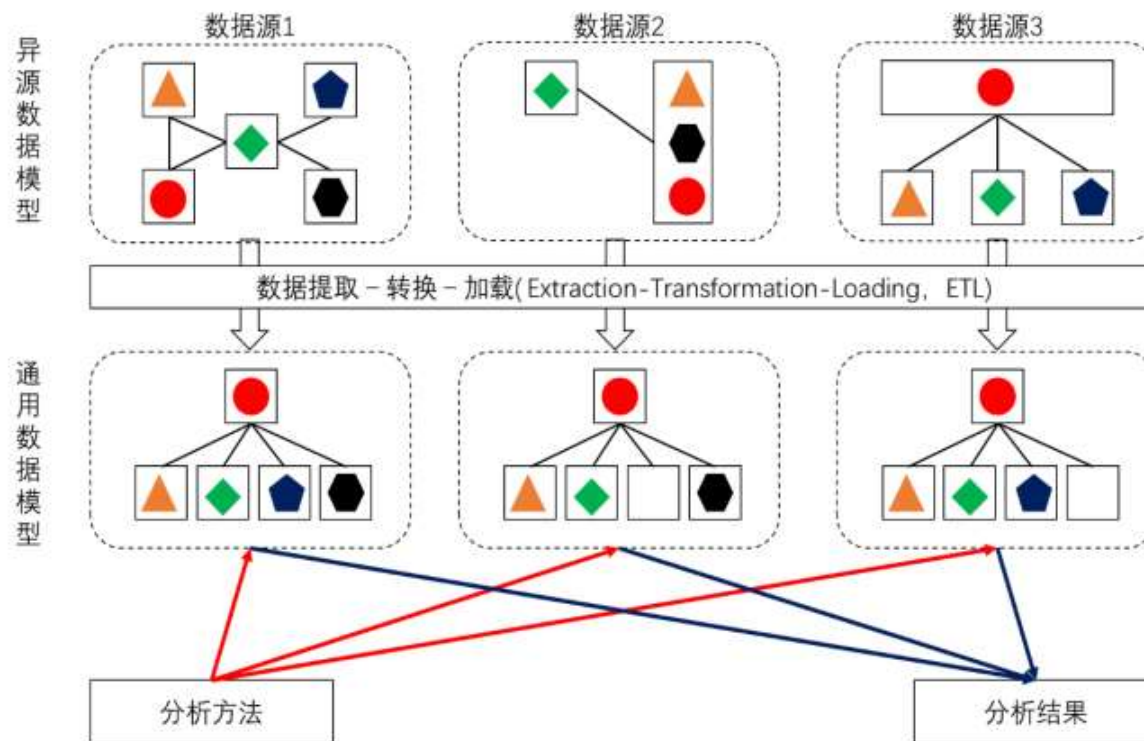 数据源1
数据源2
数据源3
异源数据模型
数据提取－转换－加载(Extraction-Transformation-Loading，ETL)
通用数据模型
分析方法
分析结果